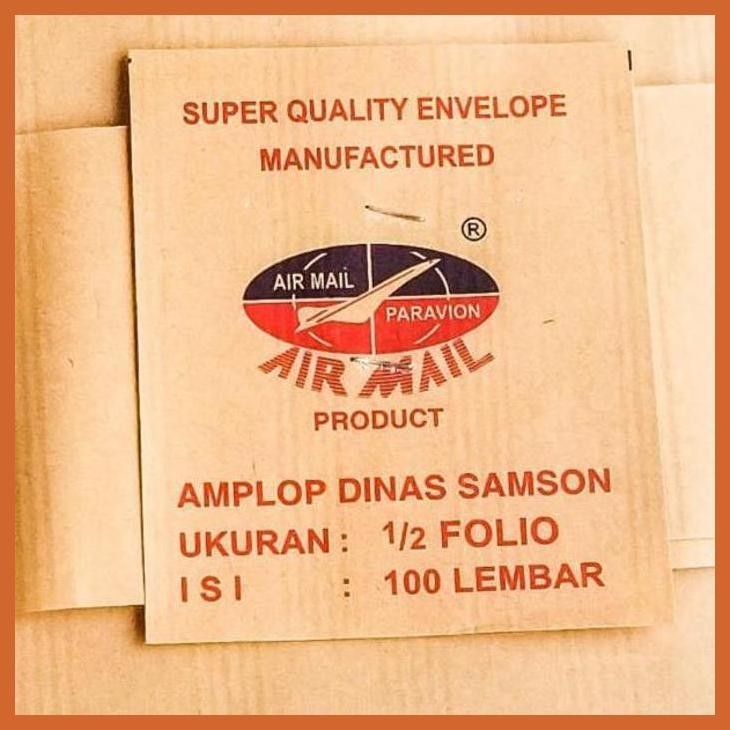 SUPER QUALITY ENVELOPE
MANUFACTURED
®
AIR MAIL
PARAVION
AIR MAIL
PRODUCT
AMPLOP DINAS SAMSON
UKURAN : 1/2 FOLIO
ISI : 100 LEMBAR